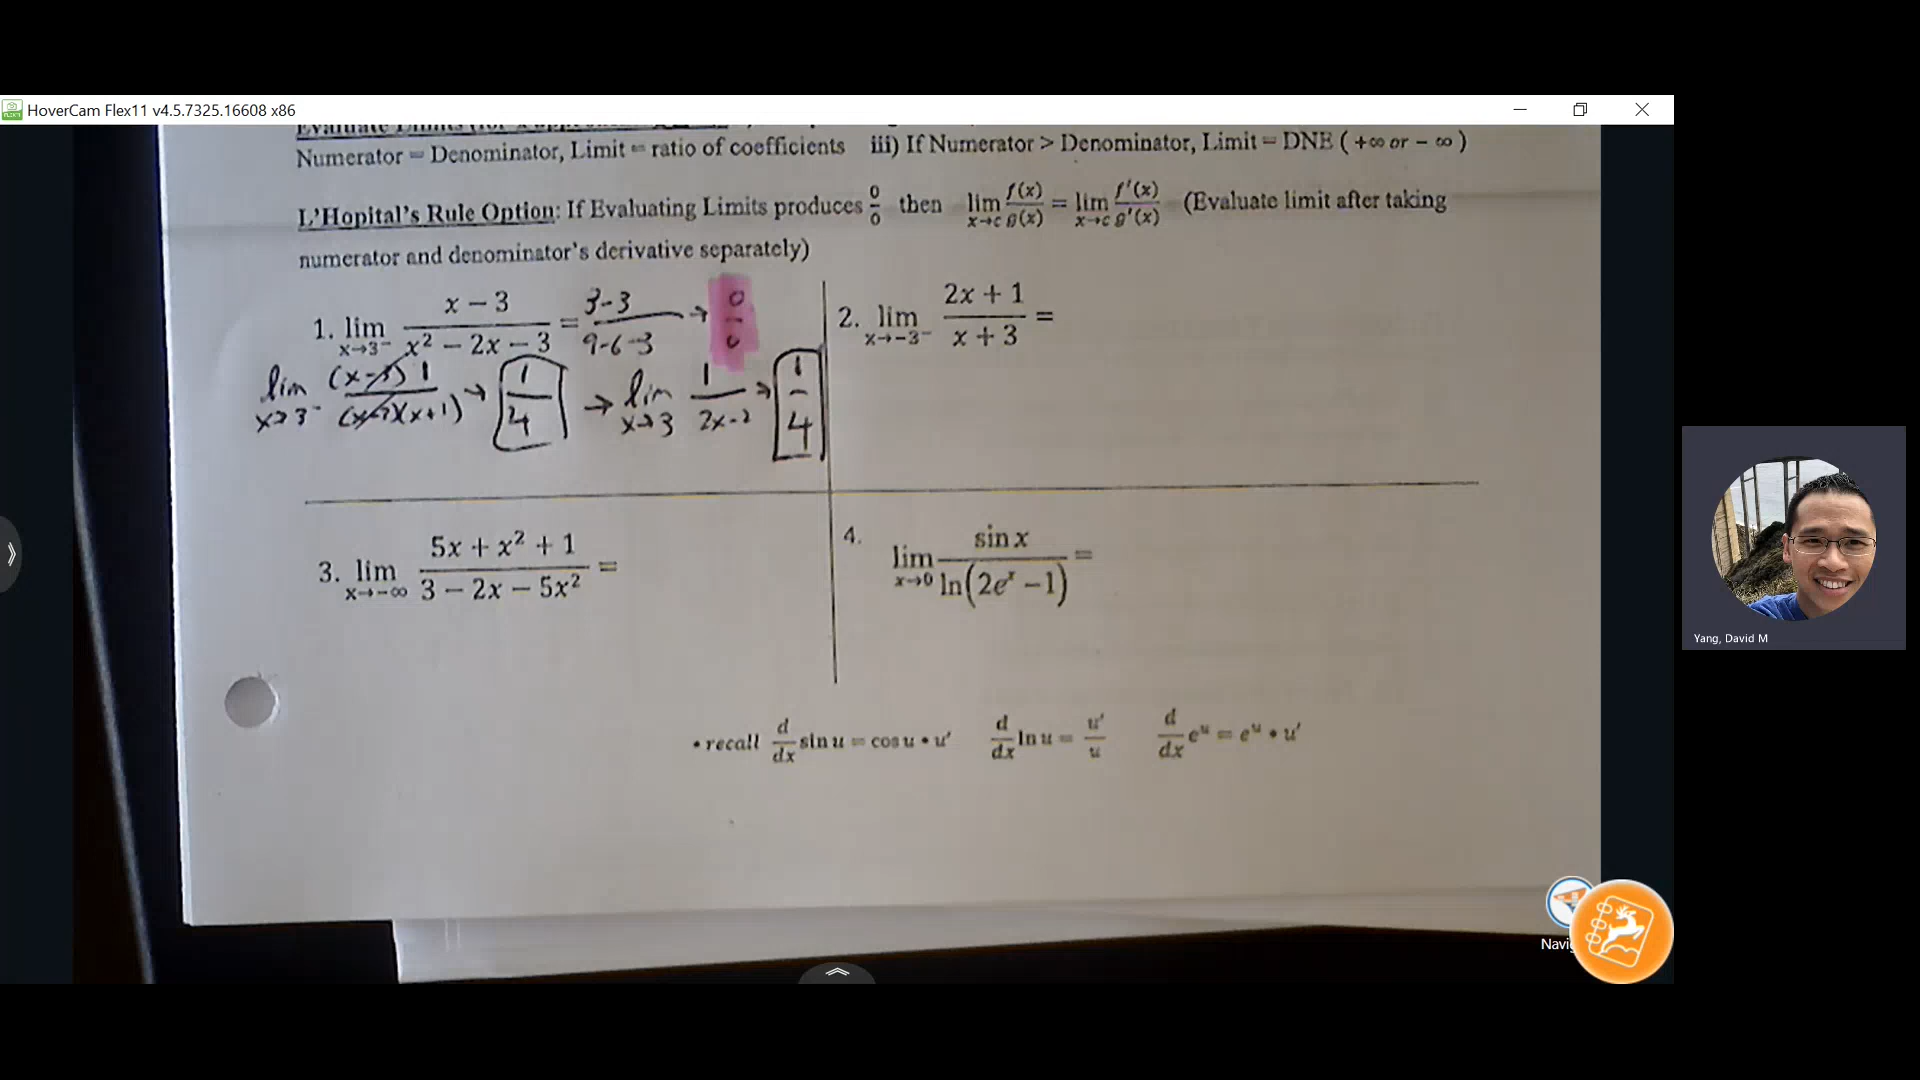 HoverCam Flex11 v4.5.7325.16608 x86
Evaluate Limits
Numerator = Denominator, Limit = ratio of coefficients iii) If Numerator > Denominator, Limit = DNE ( +∞ or − ∞ )
L'Hopital's Rule Option: If Evaluating Limits produces 0/0 then lim x→c f(x)/g(x) = lim x→c f'(x)/g'(x) (Evaluate limit after taking
numerator and denominator's derivative separately)
1. lim x→3⁻ (x − 3)/(x² − 2x − 3) = (3-3)/(9-6-3) → 0/0
lim x→3⁻ (x-3) 1/(x-3)(x+1) → 1/4 → lim x→3 1/(2x-2) → 1/4
2. lim x→−3⁻ (2x + 1)/(x + 3) =
3. lim x→−∞ (5x + x² + 1)/(3 − 2x − 5x²) =
4. lim x→0 sin x/ln(2eˣ − 1) =
• recall d/dx sin u = cos u • u' d/dx ln u = u'/u d/dx eᵘ = eᵘ • u'
Yang, David M